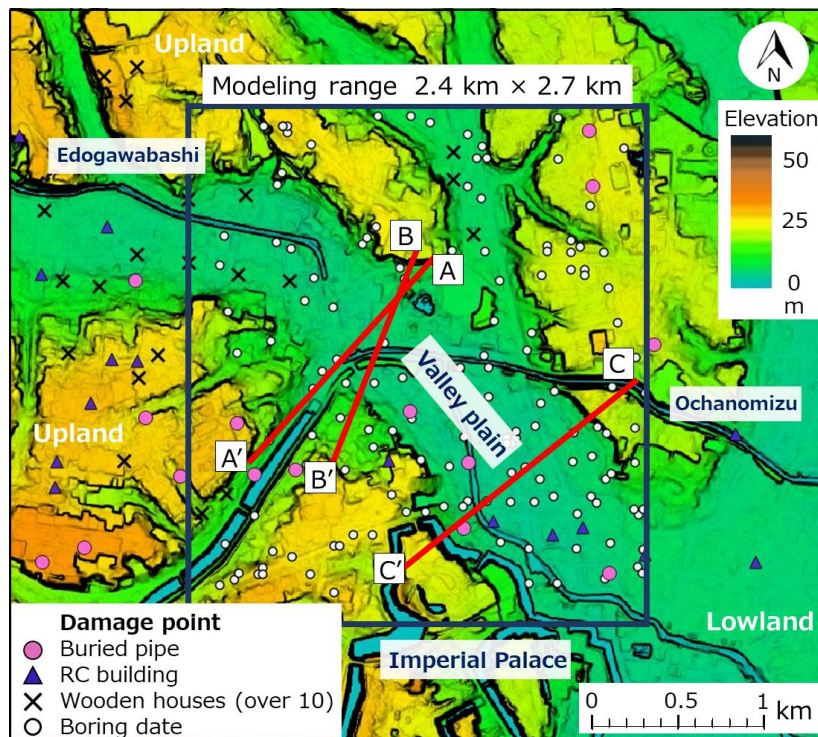 Upland
Modeling range 2.4 km × 2.7 km
N
Elevation
50
25
0
m
Edogawabashi
B
A
C
Valley plain
Ochanomizu
Upland
A′
B′
C′
Lowland
Imperial Palace
Damage point
Buried pipe
RC building
Wooden houses (over 10)
Boring date
0 0.5 1
km